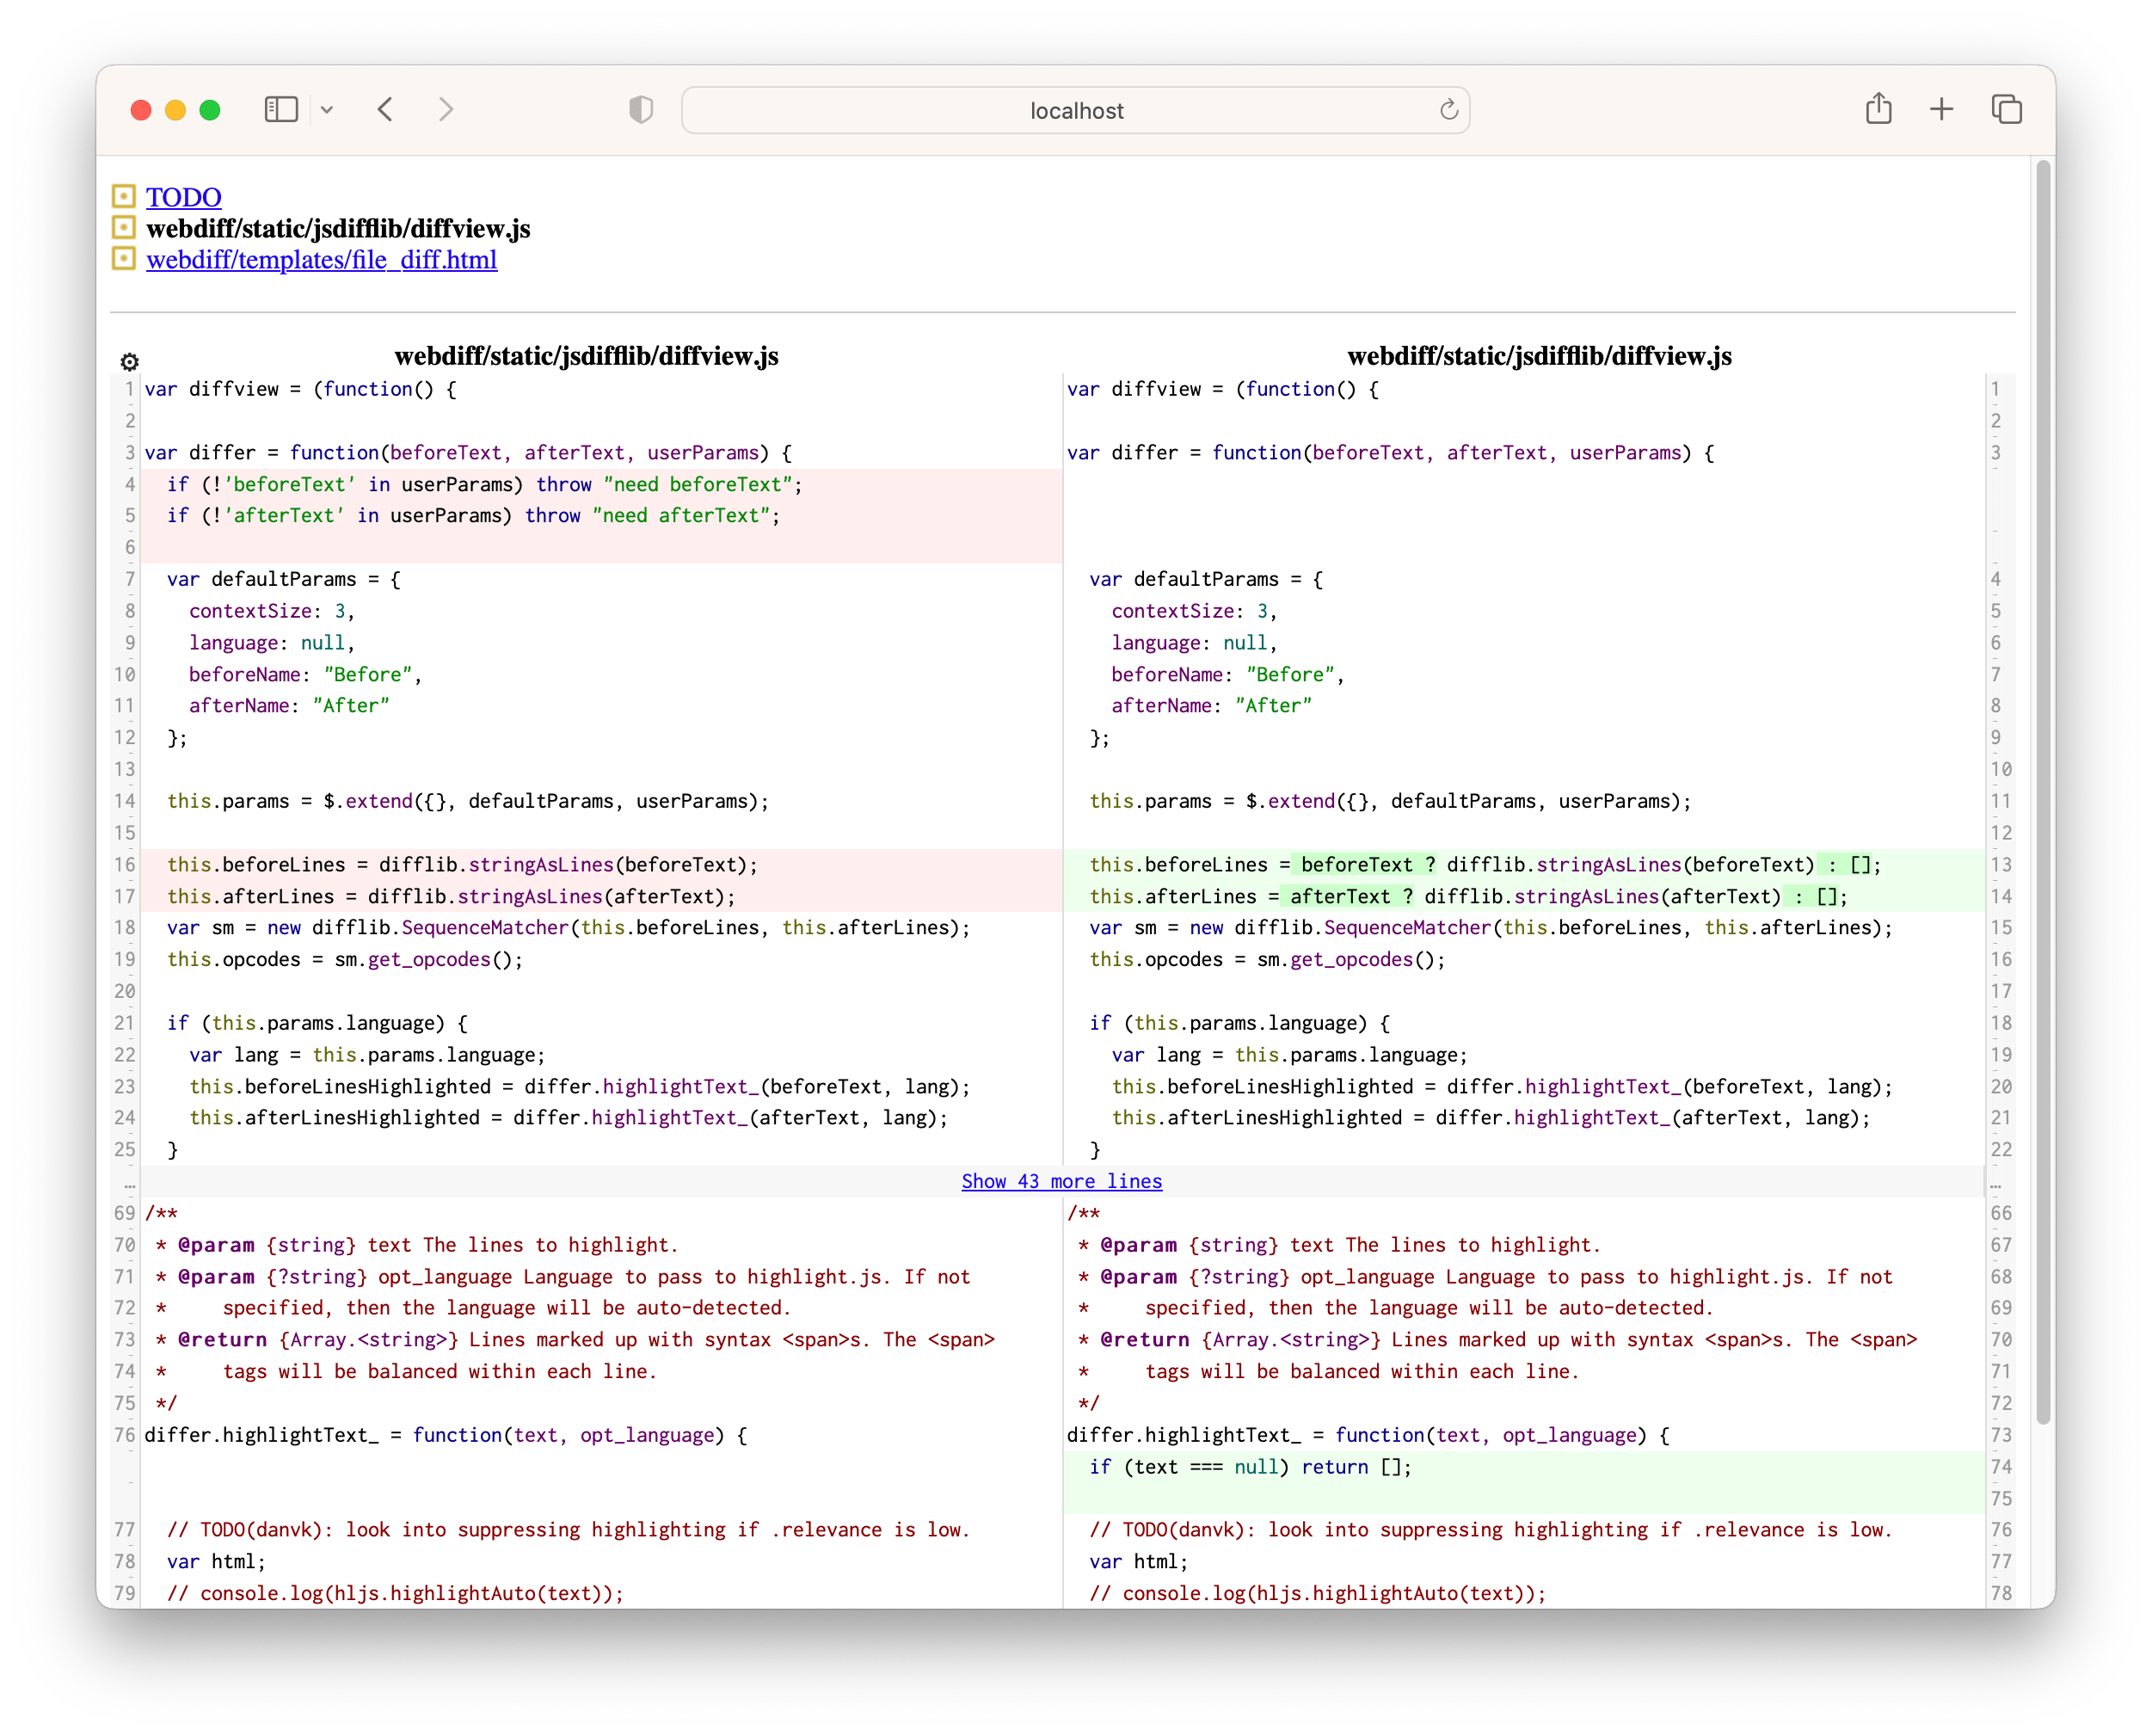 localhost
TODO
webdiff/static/jsdifflib/diffview.js
webdiff/templates/file_diff.html
webdiff/static/jsdifflib/diffview.js webdiff/static/jsdifflib/diffview.js
1 var diffview = (function() { var diffview = (function() { 1
2 2
3 var differ = function(beforeText, afterText, userParams) { var differ = function(beforeText, afterText, userParams) { 3
4 if (!'beforeText' in userParams) throw "need beforeText";
5 if (!'afterText' in userParams) throw "need afterText";
6
7 var defaultParams = { var defaultParams = { 4
8 contextSize: 3, contextSize: 3, 5
9 language: null, language: null, 6
10 beforeName: "Before", beforeName: "Before", 7
11 afterName: "After" afterName: "After" 8
12 }; }; 9
13 10
14 this.params = $.extend({}, defaultParams, userParams); this.params = $.extend({}, defaultParams, userParams); 11
15 12
16 this.beforeLines = difflib.stringAsLines(beforeText); this.beforeLines = beforeText ? difflib.stringAsLines(beforeText) : []; 13
17 this.afterLines = difflib.stringAsLines(afterText); this.afterLines = afterText ? difflib.stringAsLines(afterText) : []; 14
18 var sm = new difflib.SequenceMatcher(this.beforeLines, this.afterLines); var sm = new difflib.SequenceMatcher(this.beforeLines, this.afterLines); 15
19 this.opcodes = sm.get_opcodes(); this.opcodes = sm.get_opcodes(); 16
20 17
21 if (this.params.language) { if (this.params.language) { 18
22 var lang = this.params.language; var lang = this.params.language; 19
23 this.beforeLinesHighlighted = differ.highlightText_(beforeText, lang); this.beforeLinesHighlighted = differ.highlightText_(beforeText, lang); 20
24 this.afterLinesHighlighted = differ.highlightText_(afterText, lang); this.afterLinesHighlighted = differ.highlightText_(afterText, lang); 21
25 } } 22
… Show 43 more lines …
69 /** /** 66
70 * @param {string} text The lines to highlight. * @param {string} text The lines to highlight. 67
71 * @param {?string} opt_language Language to pass to highlight.js. If not * @param {?string} opt_language Language to pass to highlight.js. If not 68
72 * specified, then the language will be auto-detected. * specified, then the language will be auto-detected. 69
73 * @return {Array.<string>} Lines marked up with syntax <span>s. The <span> * @return {Array.<string>} Lines marked up with syntax <span>s. The <span> 70
74 * tags will be balanced within each line. * tags will be balanced within each line. 71
75 */ */ 72
76 differ.highlightText_ = function(text, opt_language) { differ.highlightText_ = function(text, opt_language) { 73
if (text === null) return []; 74
75
77 // TODO(danvk): look into suppressing highlighting if .relevance is low. // TODO(danvk): look into suppressing highlighting if .relevance is low. 76
78 var html; var html; 77
79 // console.log(hljs.highlightAuto(text)); // console.log(hljs.highlightAuto(text)); 78